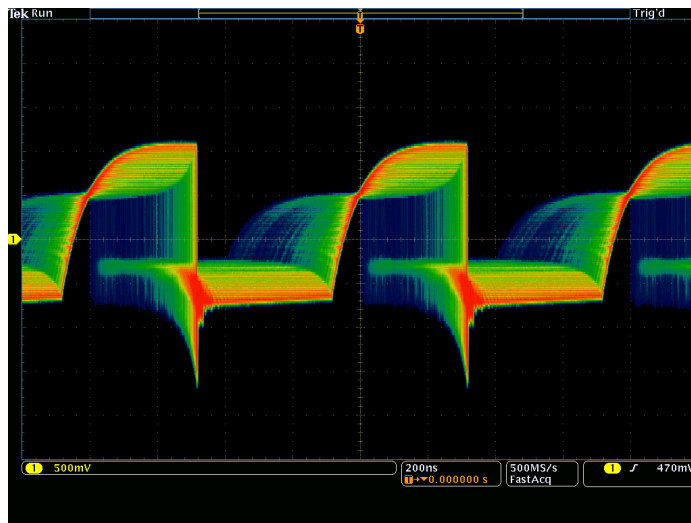 Tek Run Trig'd
U
T
1
1 500mV 200ns 500MS/s 1 470mV
T→▼0.000000 s FastAcq